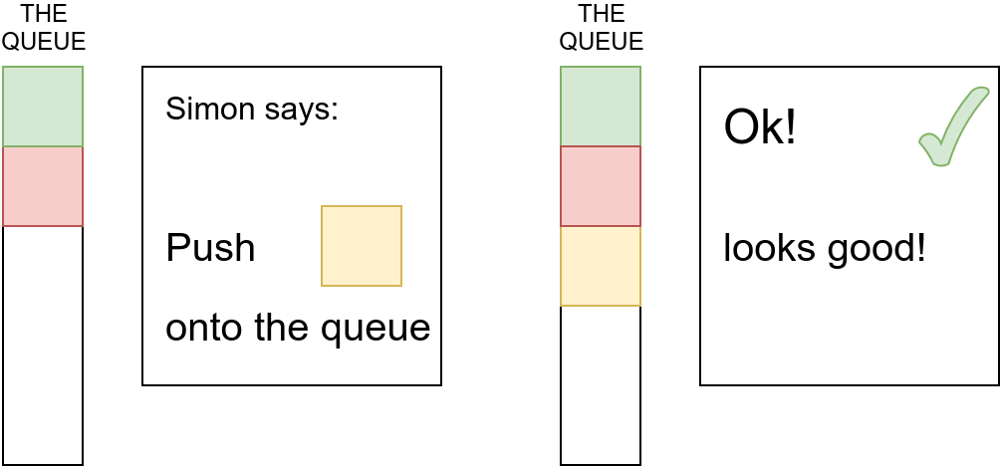 THE
QUEUE
Simon says:
Push
onto the queue
THE
QUEUE
Ok!
looks good!